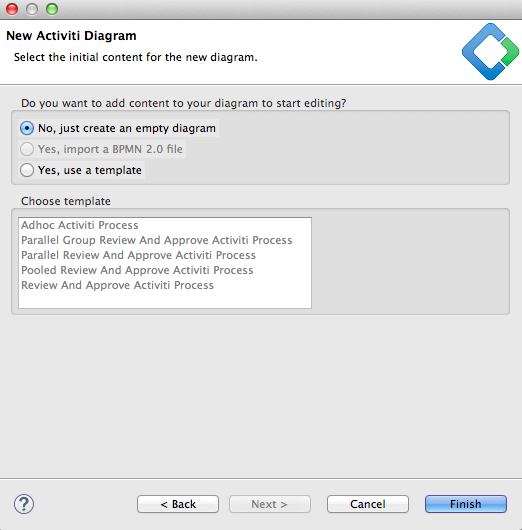 New Activiti Diagram
Select the initial content for the new diagram.
Do you want to add content to your diagram to start editing?
No, just create an empty diagram
Yes, import a BPMN 2.0 file
Yes, use a template
Choose template
Adhoc Activiti Process
Parallel Group Review And Approve Activiti Process
Parallel Review And Approve Activiti Process
Pooled Review And Approve Activiti Process
Review And Approve Activiti Process
?
< Back
Next >
Cancel
Finish